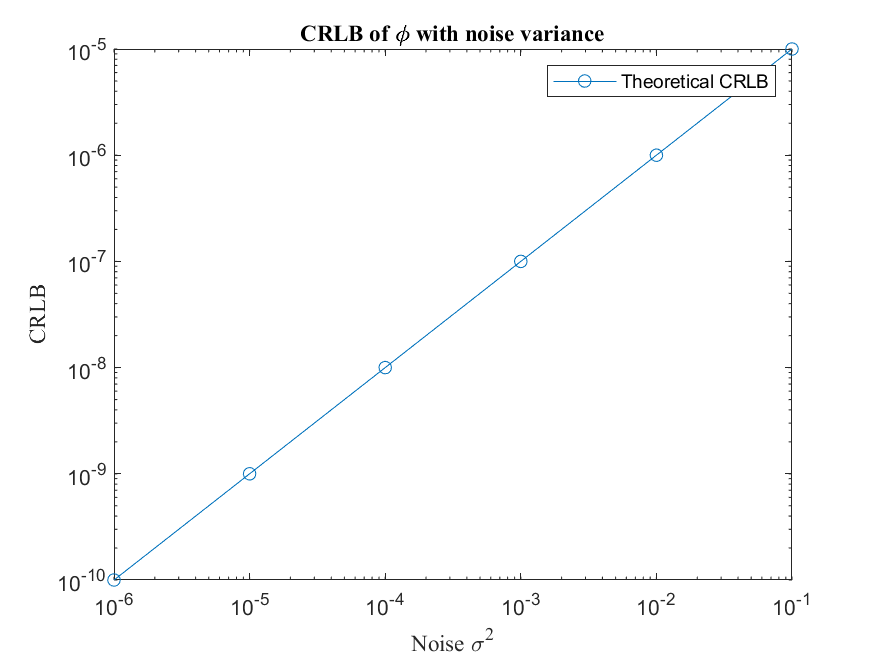 CRLB of ϕ with noise variance
Theoretical CRLB
10^-5
10^-6
10^-7
10^-8
10^-9
10^-10
CRLB
10^-6 10^-5 10^-4 10^-3 10^-2 10^-1
Noise σ^2